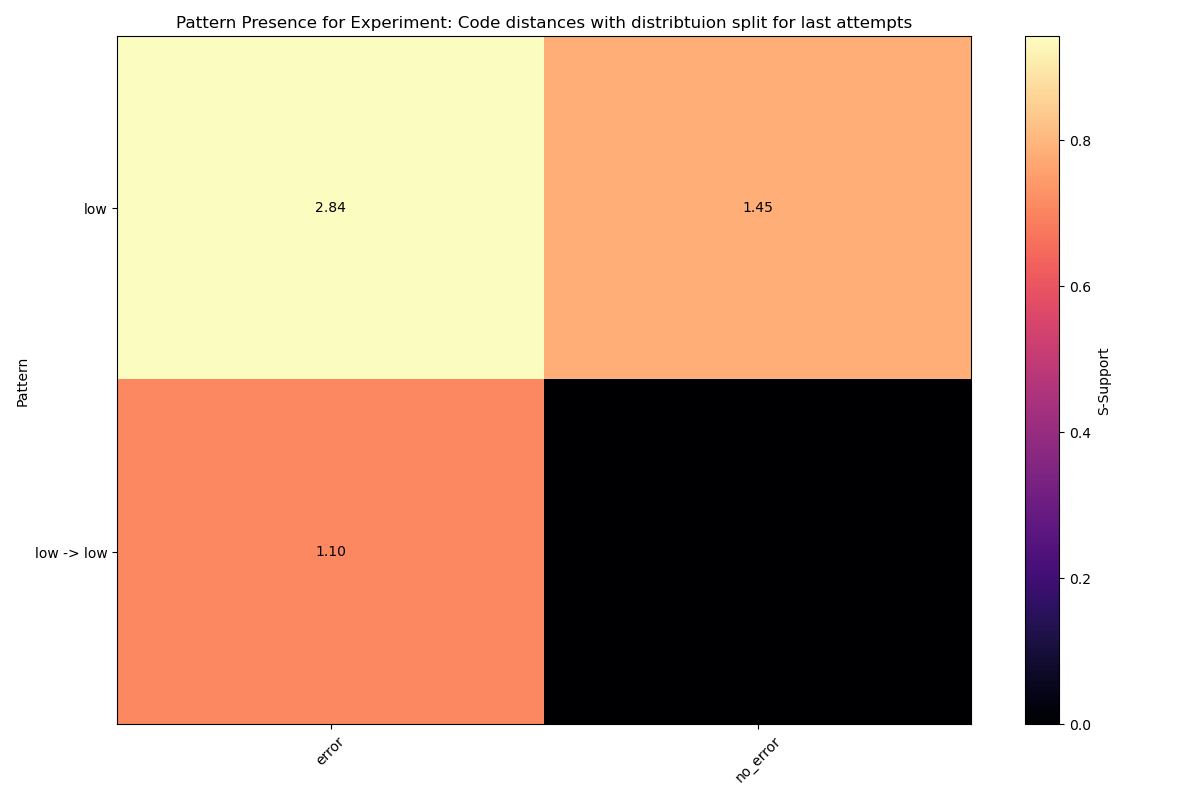 Pattern Presence for Experiment: Code distances with distribtuion split for last attempts
low
2.84
1.45
low -> low
1.10
Pattern
error
no_error
0.8
0.6
0.4
0.2
0.0
S-Support